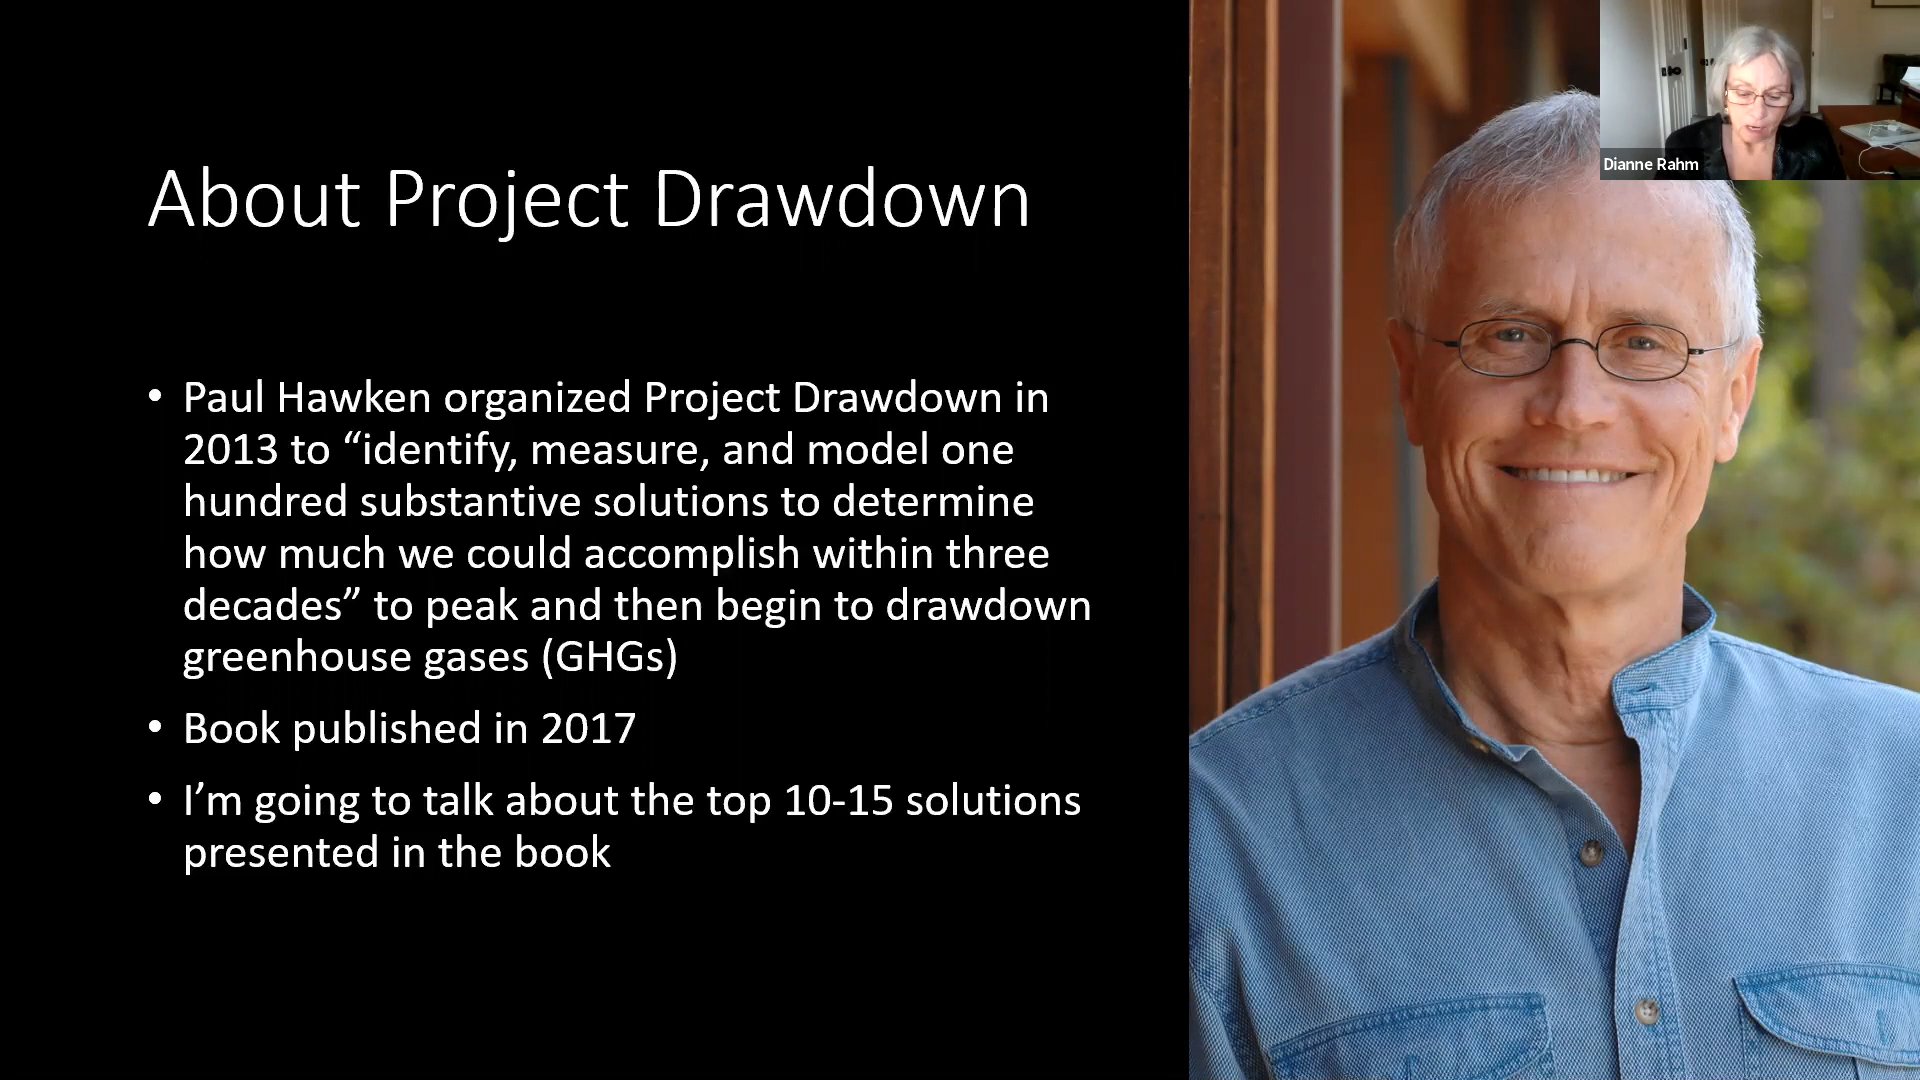 About Project Drawdown
• Paul Hawken organized Project Drawdown in
2013 to “identify, measure, and model one
hundred substantive solutions to determine
how much we could accomplish within three
decades” to peak and then begin to drawdown
greenhouse gases (GHGs)
• Book published in 2017
• I’m going to talk about the top 10-15 solutions
presented in the book
Dianne Rahm